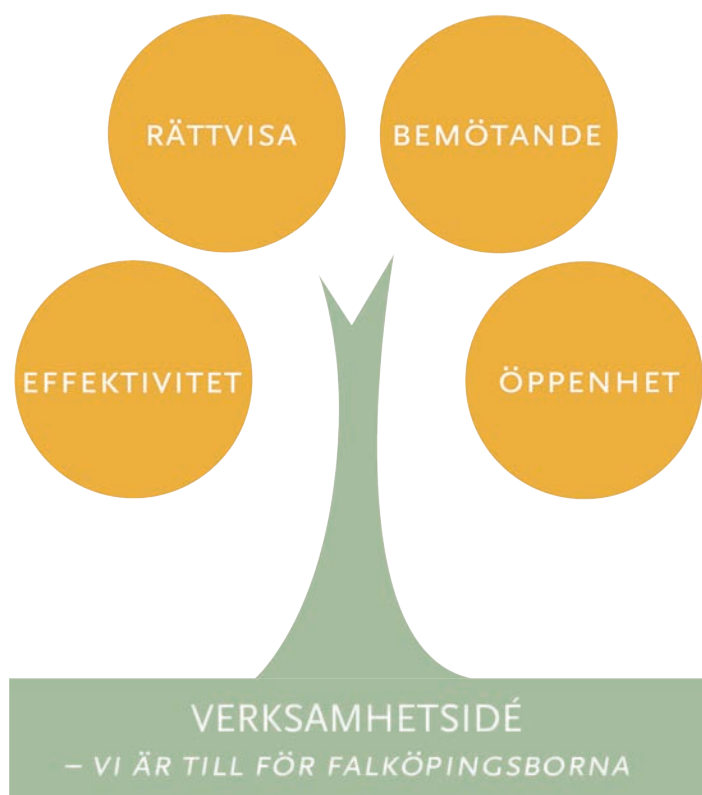 RÄTTVISA
BEMÖTANDE
EFFEKTIVITET
ÖPPENHET
VERKSAMHETSIDÉ
– VI ÄR TILL FÖR FALKÖPINGSBORNA